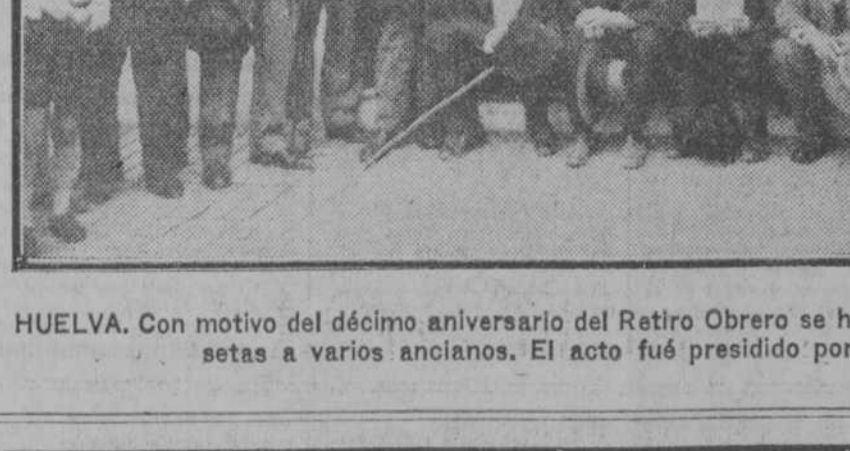 HUELVA. Con motivo del décimo aniversario del Retiro Obrero se h
setas a varios ancianos. El acto fué presidido por